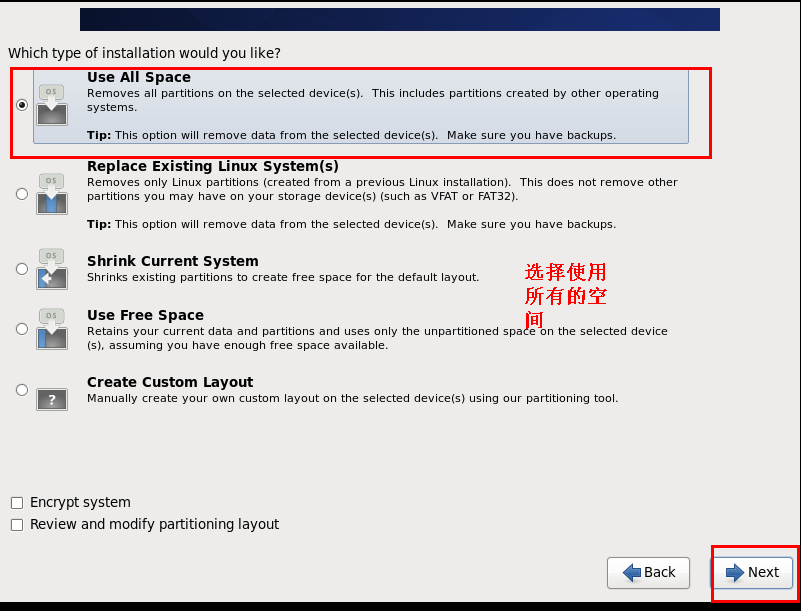 Which type of installation would you like?
OS
Use All Space
Removes all partitions on the selected device(s).  This includes partitions created by other operating
systems.
Tip: This option will remove data from the selected device(s).  Make sure you have backups.
OS
Replace Existing Linux System(s)
Removes only Linux partitions (created from a previous Linux installation).  This does not remove other
partitions you may have on your storage device(s) (such as VFAT or FAT32).
Tip: This option will remove data from the selected device(s).  Make sure you have backups.
OS
Shrink Current System
Shrinks existing partitions to create free space for the default layout.
选择使用
所有的空
间
OS
Use Free Space
Retains your current data and partitions and uses only the unpartitioned space on the selected device
(s), assuming you have enough free space available.
?
Create Custom Layout
Manually create your own custom layout on the selected device(s) using our partitioning tool.
Encrypt system
Review and modify partitioning layout
Back
Next